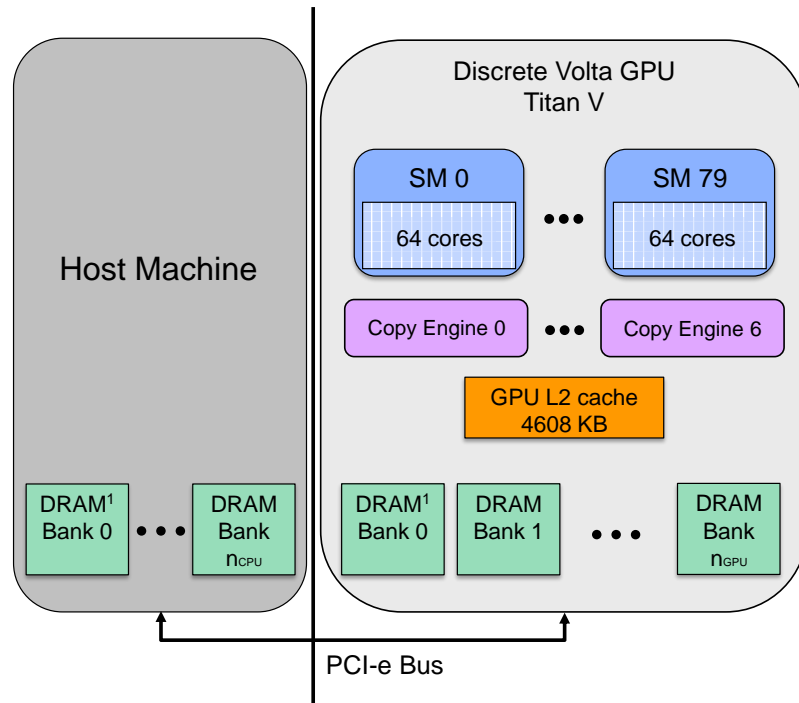 Host Machine
DRAM¹
Bank 0
DRAM
Bank
nCPU
Discrete Volta GPU
Titan V
SM 0
64 cores
SM 79
64 cores
Copy Engine 0
Copy Engine 6
GPU L2 cache
4608 KB
DRAM¹
Bank 0
DRAM
Bank 1
DRAM
Bank
nGPU
PCI-e Bus